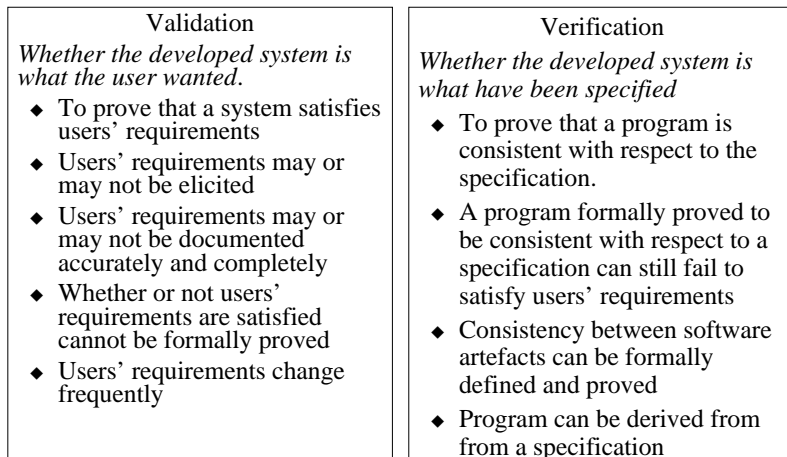 Validation
Whether the developed system is
what the user wanted.
◆ To prove that a system satisfies
users’ requirements
◆ Users’ requirements may or
may not be elicited
◆ Users’ requirements may or
may not be documented
accurately and completely
◆ Whether or not users’
requirements are satisfied
cannot be formally proved
◆ Users’ requirements change
frequently
Verification
Whether the developed system is
what have been specified
◆ To prove that a program is
consistent with respect to the
specification.
◆ A program formally proved to
be consistent with respect to a
specification can still fail to
satisfy users’ requirements
◆ Consistency between software
artefacts can be formally
defined and proved
◆ Program can be derived from
from a specification